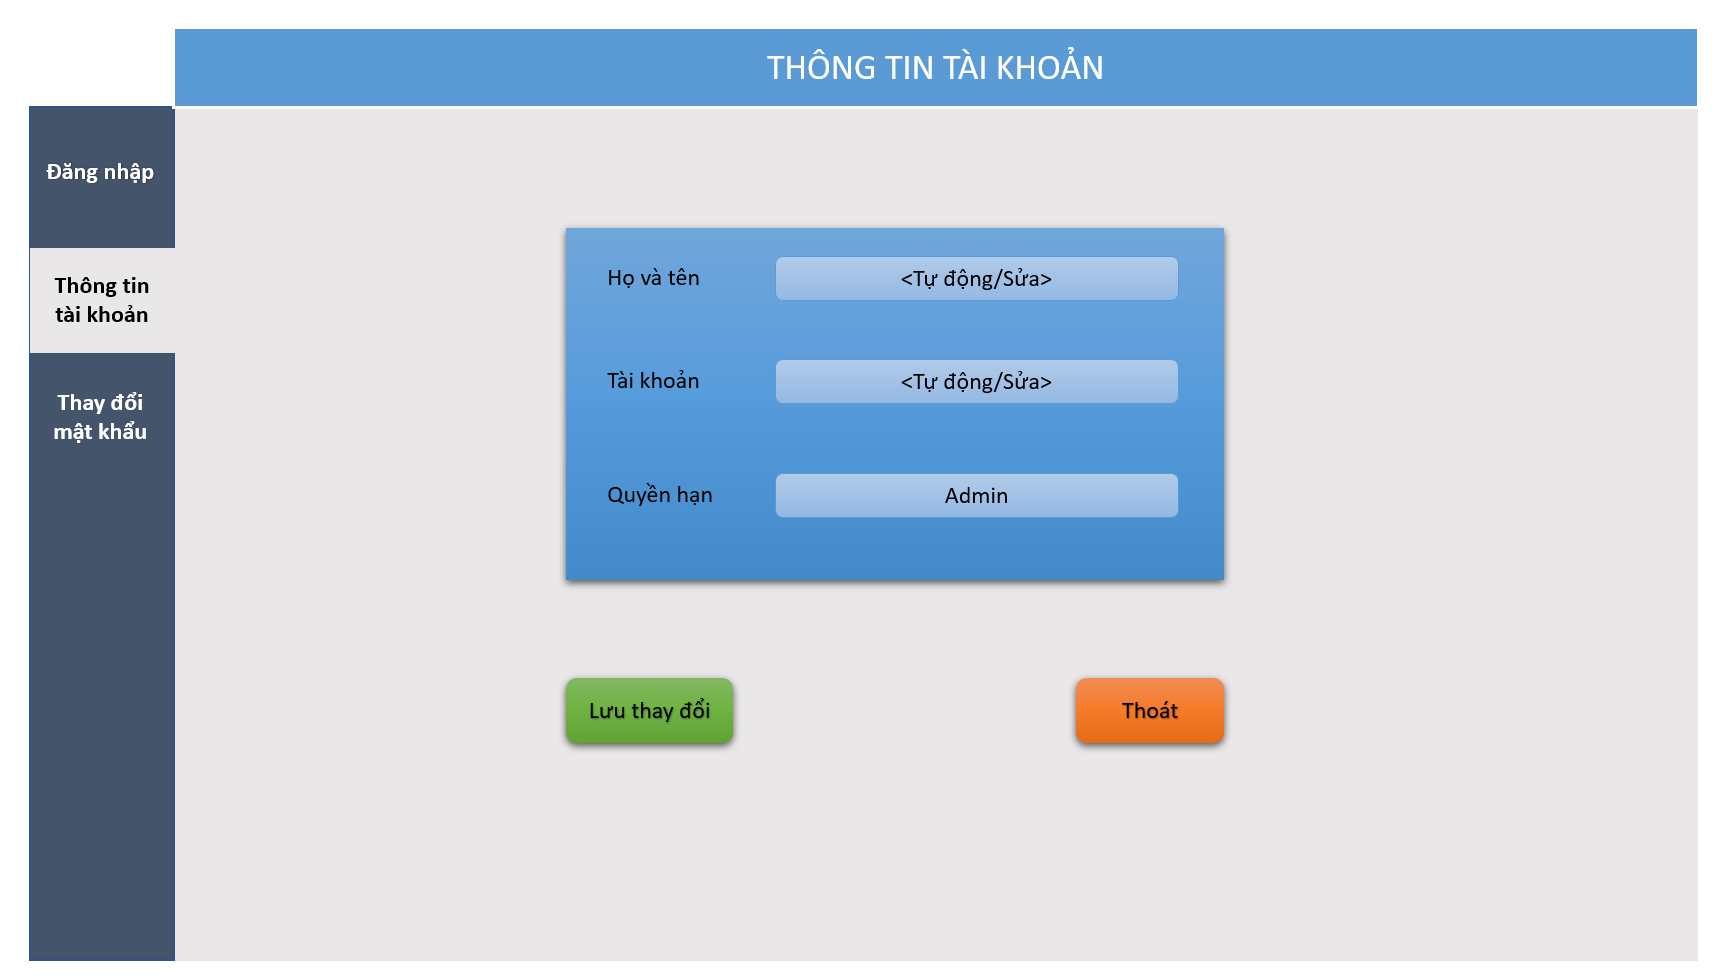 THÔNG TIN TÀI KHOẢN
Đăng nhập
Thông tin
tài khoản
Thay đổi
mật khẩu
Họ và tên <Tự động/Sửa>
Tài khoản <Tự động/Sửa>
Quyền hạn Admin
Lưu thay đổi Thoát